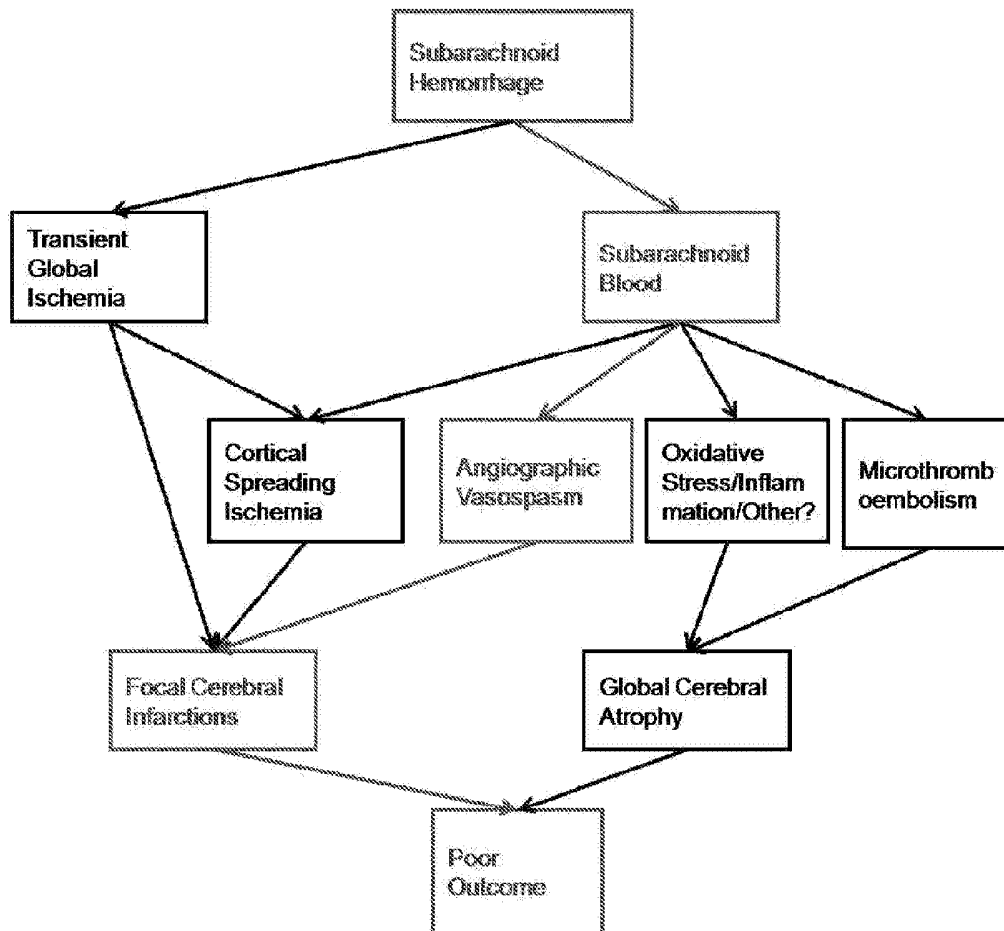 Subarachnoid
Hemorrhage
Transient
Global
Ischemia
Subarachnoid
Blood
Cortical
Spreading
Ischemia
Angiographic
Vasospasm
Oxidative
Stress/Inflam
mation/Other?
Microthromb
oembolism
Focal Cerebral
Infarctions
Global Cerebral
Atrophy
Poor
Outcome